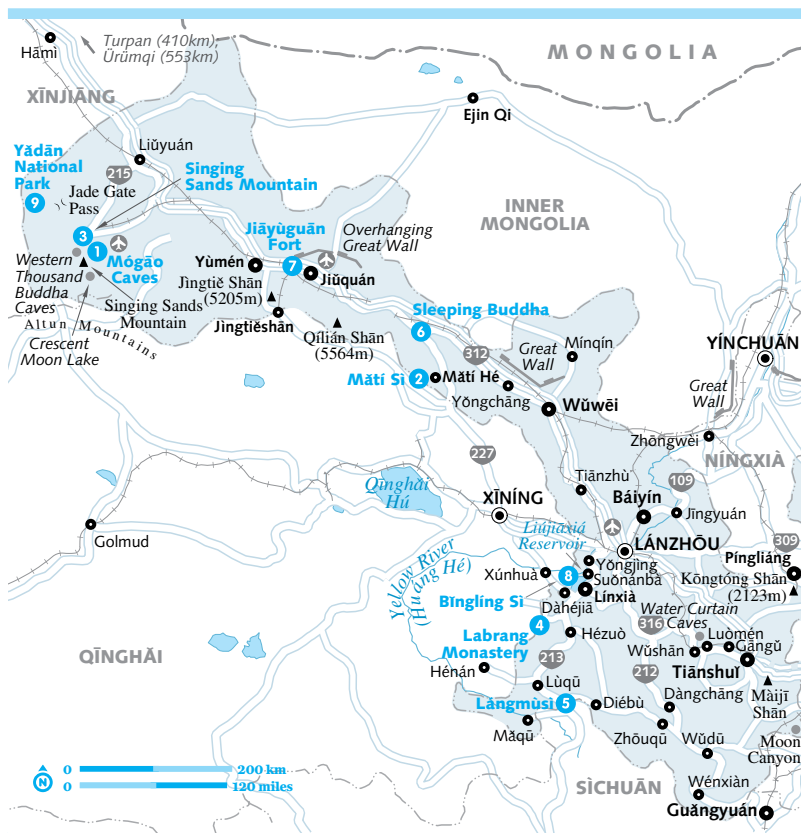 Turpan (410km);
Ürümqi (553km)
Hāmì
MONGOLIA
XĪNJIĀNG
Ejin Qi
Liǔyuán
Yǎdān
National
Park
9
215
Singing
Sands Mountain
Jade Gate
Pass
INNER
MONGOLIA
3
1
Mógāo
Caves
Jiāyùguān
Fort
7
Overhanging
Great Wall
Western
Thousand
Buddha
Caves
Singing Sands
Mountain
Yùmén
Jiǔquán
Jìngtiě Shān
(5205m)
Altun Mountains
Crescent
Moon Lake
Jìngtiěshān
Qílián Shān
(5564m)
Sleeping Buddha
6
312
Great
Wall
Mínqín
YÍNCHUĀN
Mǎtí Sì
2
Mǎtí Hé
Yǒngchāng
Wǔwēi
Great
Wall
Zhōngwèi
NÍNGXIÀ
227
Tiānzhù
109
Qīnghǎi
Hú
XĪNÍNG
Báiyín
Jīngyuán
Golmud
Liújiāxiá
Reservoir
LÁNZHŌU
309
Píngliáng
Yellow River
(Huáng Hé)
Xúnhuà
8
Yǒngjìng
Suǒnánbà
Línxià
Kōngtóng Shān
(2123m)
Bǐnglíng Sì
Dàhéjiā
Water Curtain
Caves
4
Labrang
Monastery
Hézuò
316
Luòmén
Gāngǔ
Wǔshān
QĪNGHǍI
Hénán
213
212
Tiānshuǐ
Lùqū
Dàngchāng
Màijī
Shān
Lángmùsì
5
Diébù
Mǎqū
Zhōuqū
Wǔdū
Moon
Canyon
0 200 km
N
0 120 miles
SÌCHUĀN
Wénxiàn
Guǎngyuán